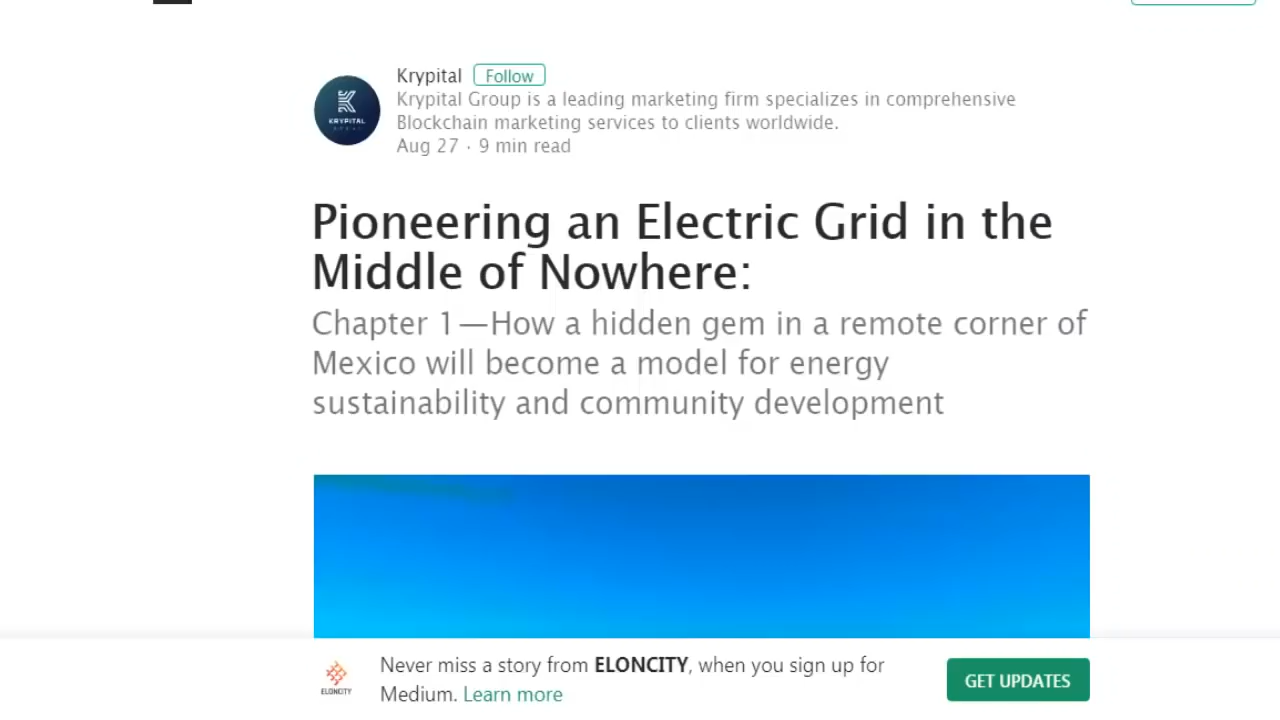 Krypital Follow
Krypital Group is a leading marketing firm specializes in comprehensive
Blockchain marketing services to clients worldwide.
Aug 27 · 9 min read
KRYPITAL
Pioneering an Electric Grid in the
Middle of Nowhere:
Chapter 1—How a hidden gem in a remote corner of
Mexico will become a model for energy
sustainability and community development
Never miss a story from ELONCITY, when you sign up for
Medium. Learn more
GET UPDATES
ELONCITY